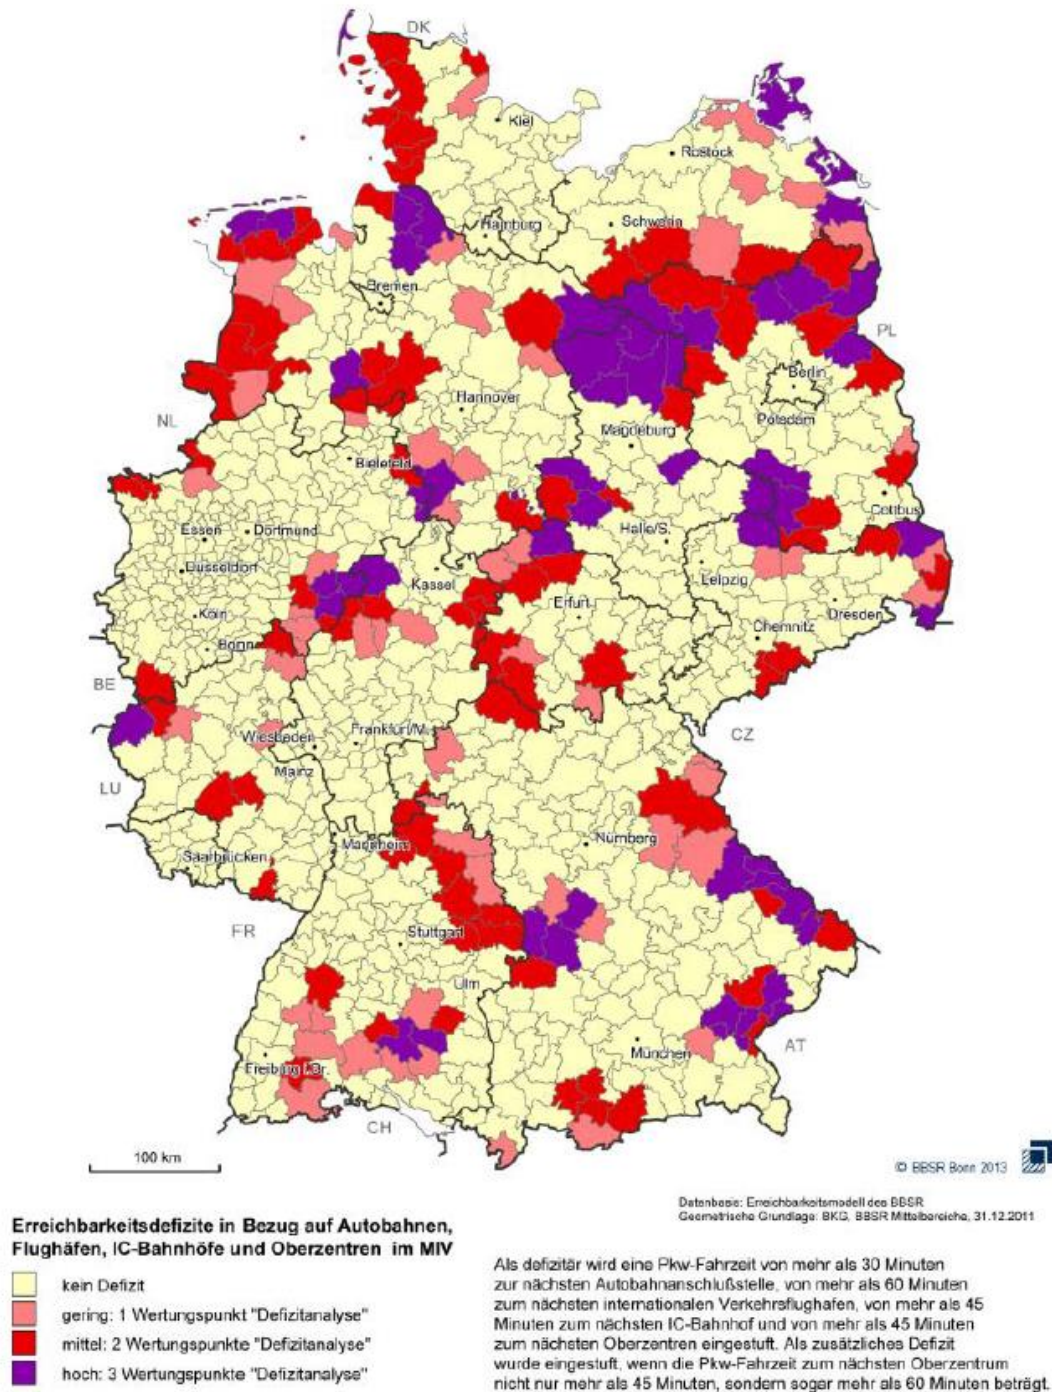 DK
Kiel
Rostock
Schwerin
Hamburg
Bremen
PL
Berlin
Hannover
Potsdam
NL
Magdeburg
Bielefeld
Cottbus
Essen
Dortmund
Halle/S.
Düsseldorf
Kassel
Leipzig
Erfurt
Dresden
Köln
Chemnitz
Bonn
BE
Wiesbaden
Frankfurt/M.
CZ
Mainz
LU
Nürnberg
Mannheim
Saarbrücken
FR
Stuttgart
Ulm
München
AT
Freiburg i.Br.
CH
100 km
© BBSR Bonn 2013
Datenbasis: Erreichbarkeitsmodell des BBSR
Geometrische Grundlage: BKG, BBSR Mittelbereiche, 31.12.2011
Erreichbarkeitsdefizite in Bezug auf Autobahnen,
Flughäfen, IC-Bahnhöfe und Oberzentren im MIV
kein Defizit
gering: 1 Wertungspunkt "Defizitanalyse"
mittel: 2 Wertungspunkte "Defizitanalyse"
hoch: 3 Wertungspunkte "Defizitanalyse"
Als defizitär wird eine Pkw-Fahrzeit von mehr als 30 Minuten
zur nächsten Autobahnanschlußstelle, von mehr als 60 Minuten
zum nächsten internationalen Verkehrsflughafen, von mehr als 45
Minuten zum nächsten IC-Bahnhof und von mehr als 45 Minuten
zum nächsten Oberzentren eingestuft. Als zusätzliches Defizit
wurde eingestuft, wenn die Pkw-Fahrzeit zum nächsten Oberzentrum
nicht nur mehr als 45 Minuten, sondern sogar mehr als 60 Minuten beträgt.